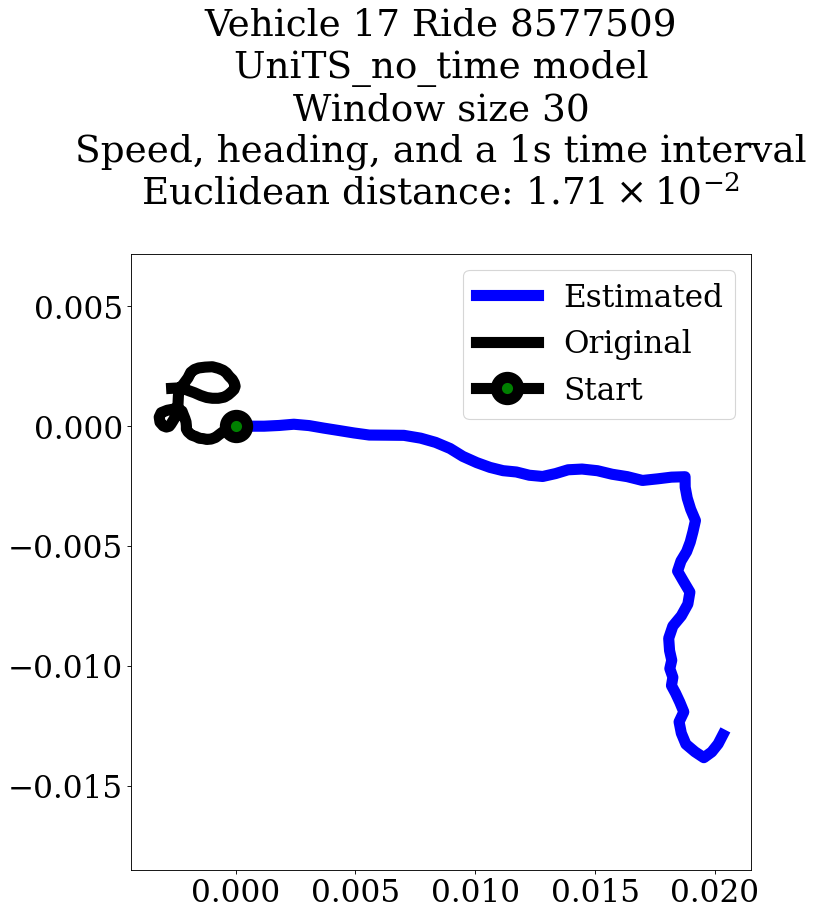 Vehicle 17 Ride 8577509
UniTS_no_time model
Window size 30
Speed, heading, and a 1s time interval
Euclidean distance: 1.71 × 10⁻²
Estimated
Original
Start
0.005
0.000
−0.005
−0.010
−0.015
0.000 0.005 0.010 0.015 0.020